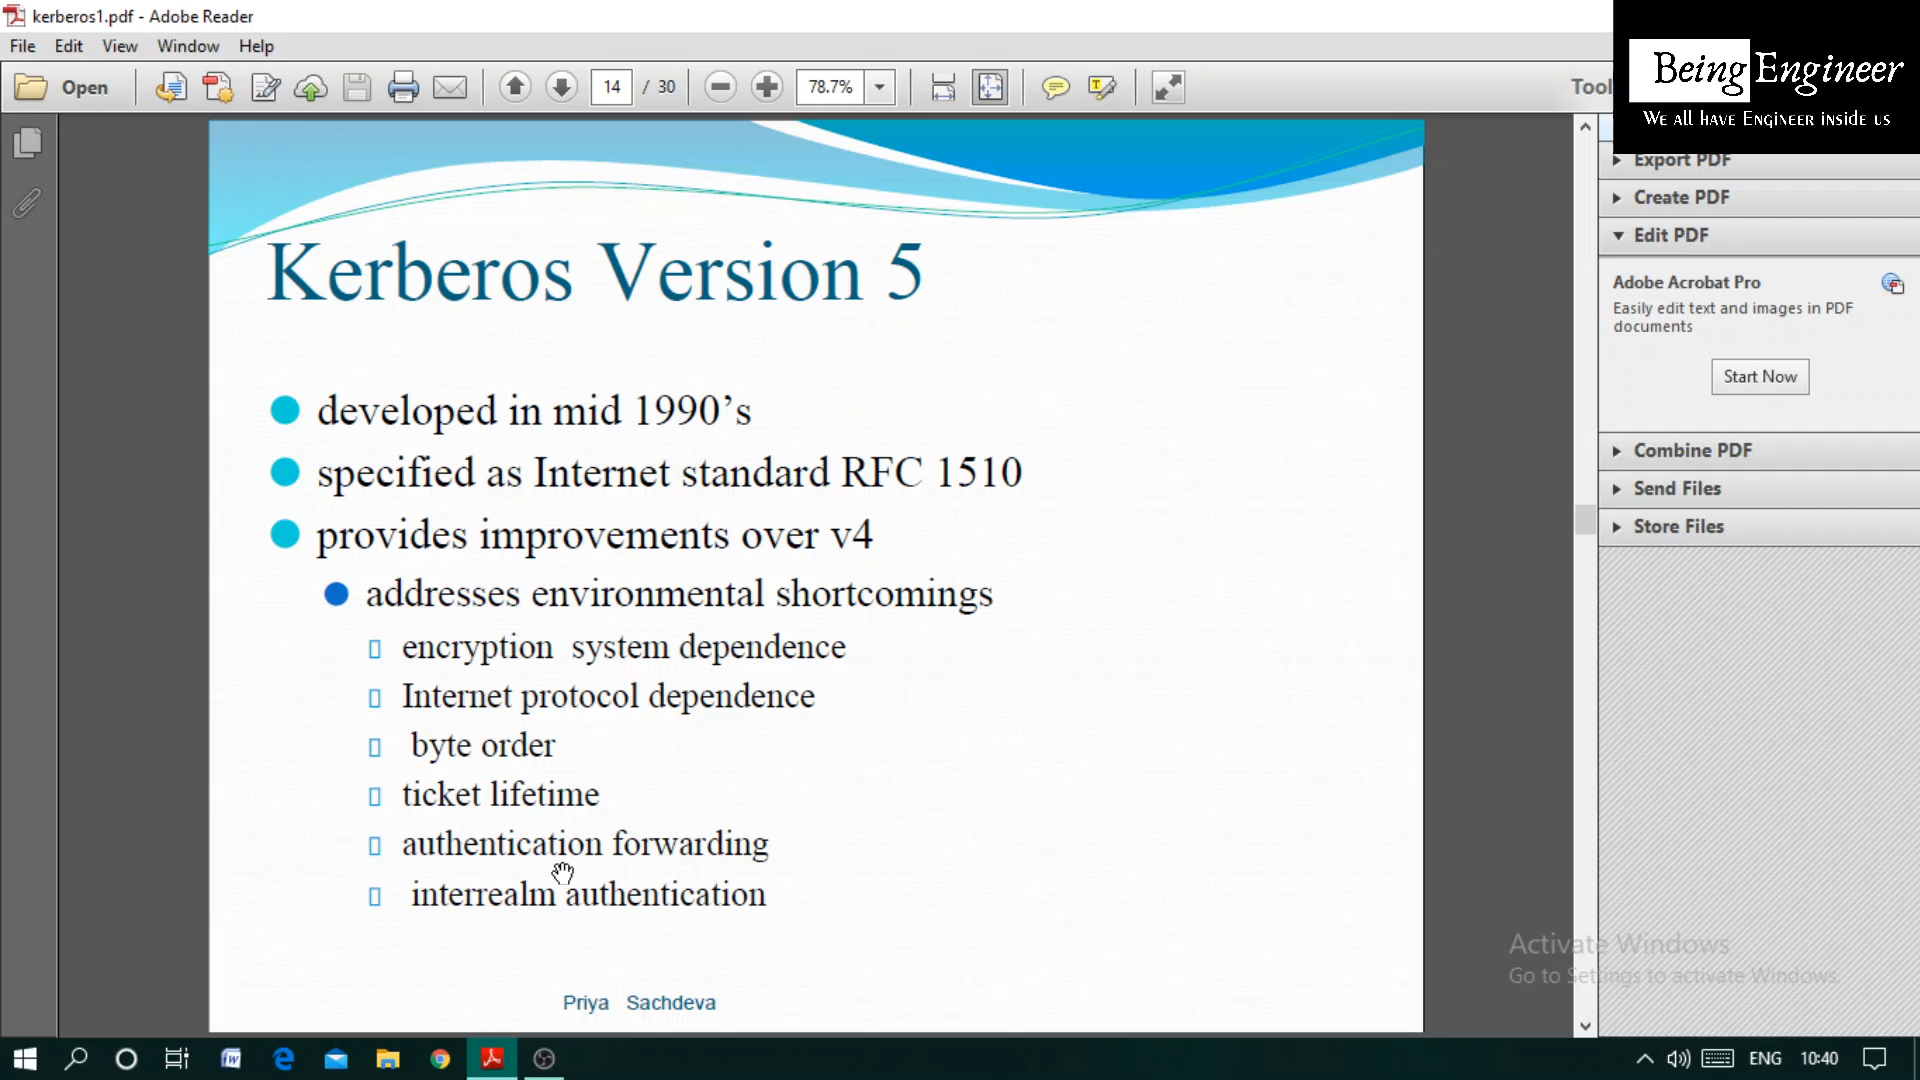 kerberos1.pdf - Adobe Reader
File Edit View Window Help
Open 14 / 30 78.7% Tool
Being Engineer
We all have Engineer inside us
Export PDF
Create PDF
Edit PDF
Adobe Acrobat Pro
Easily edit text and images in PDF
documents
Start Now
Combine PDF
Send Files
Store Files
Kerberos Version 5
developed in mid 1990’s
specified as Internet standard RFC 1510
provides improvements over v4
addresses environmental shortcomings
encryption system dependence
Internet protocol dependence
byte order
ticket lifetime
authentication forwarding
interrealm authentication
Priya Sachdeva
Activate Windows
Go to Settings to activate Windows.
ENG 10:40